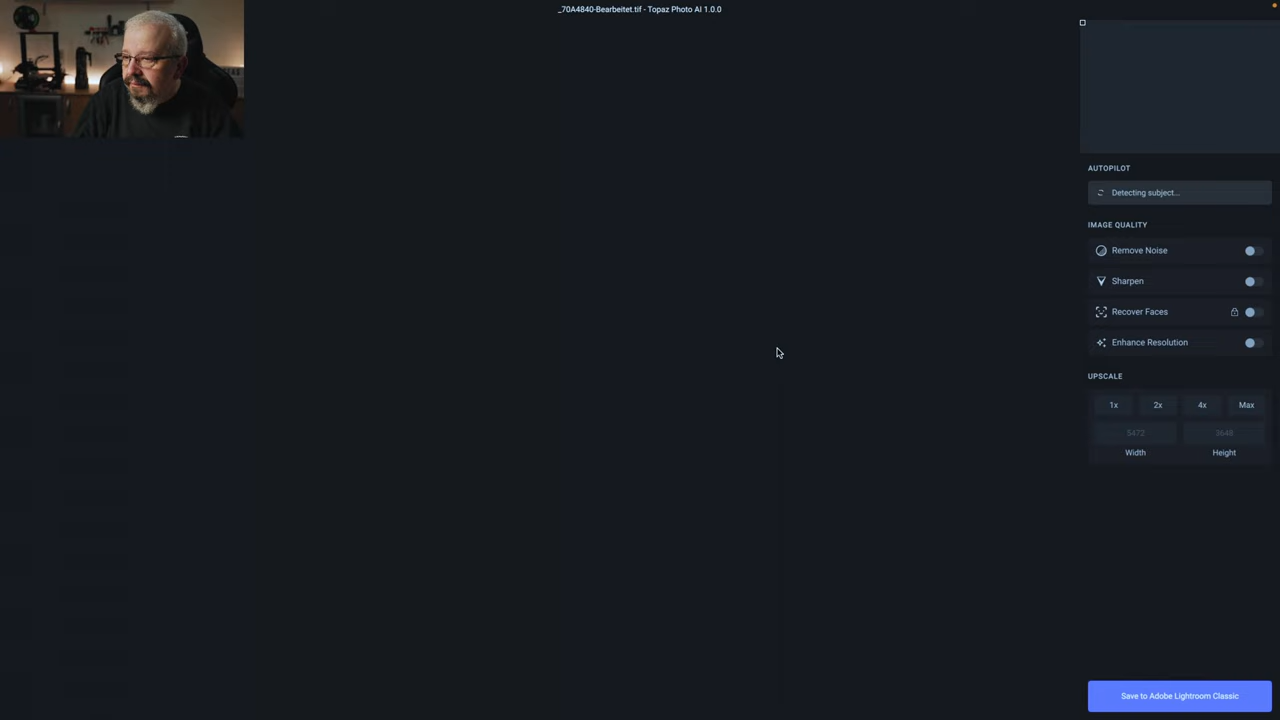 _70A4840-Bearbeitet.tif - Topaz Photo AI 1.0.0
AUTOPILOT
Detecting subject...
IMAGE QUALITY
Remove Noise
Sharpen
Recover Faces
Enhance Resolution
UPSCALE
1x 2x 4x Max
5472 3648
Width Height
Save to Adobe Lightroom Classic